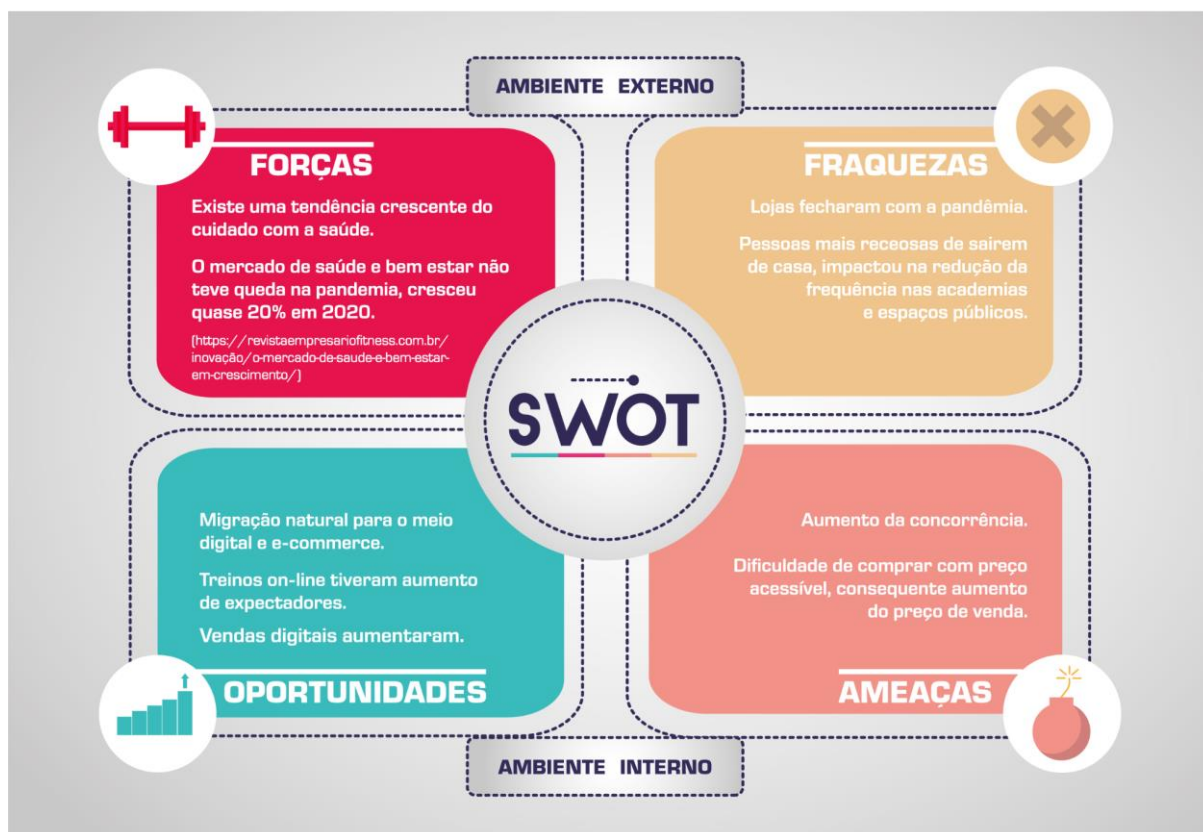 AMBIENTE EXTERNO
FORÇAS
Existe uma tendência crescente do
cuidado com a saúde.
O mercado de saúde e bem estar não
teve queda na pandemia, cresceu
quase 20% em 2020.
(https://revistaempresariofitness.com.br/
inovação/o-mercado-de-saude-e-bem-estar-
em-crescimento/)
FRAQUEZAS
Lojas fecharam com a pandêmia.
Pessoas mais receosas de sairem
de casa, impactou na redução da
frequência nas academias
e espaços públicos.
SWOT
Migração natural para o meio
digital e e-commerce.
Treinos on-line tiveram aumento
de expectadores.
Vendas digitais aumentaram.
OPORTUNIDADES
Aumento da concorrência.
Dificuldade de comprar com preço
acessível, consequente aumento
do preço de venda.
AMEAÇAS
AMBIENTE INTERNO